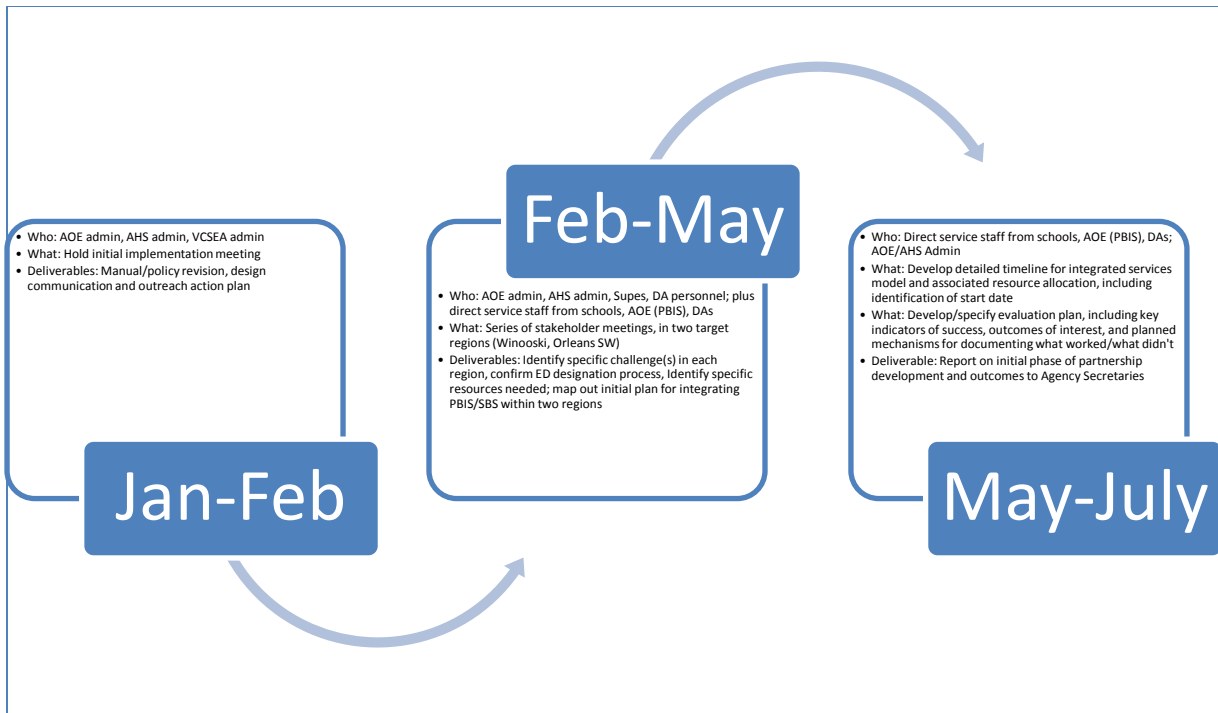 • Who: AOE admin, AHS admin, VCSEA admin
• What: Hold initial implementation meeting
• Deliverables: Manual/policy revision, design
communication and outreach action plan
Jan-Feb
Feb-May
• Who: AOE admin, AHS admin, Supes, DA personnel; plus
direct service staff from schools, AOE (PBIS), DAs
• What: Series of stakeholder meetings, in two target
regions (Winooski, Orleans SW)
• Deliverables: Identify specific challenge(s) in each
region, confirm ED designation process, Identify specific
resources needed; map out initial plan for integrating
PBIS/SBS within two regions
• Who: Direct service staff from schools, AOE (PBIS), DAs;
AOE/AHS Admin
• What: Develop detailed timeline for integrated services
model and associated resource allocation, including
identification of start date
• What: Develop/specify evaluation plan, including key
indicators of success, outcomes of interest, and planned
mechanisms for documenting what worked/what didn't
• Deliverable: Report on initial phase of partnership
development and outcomes to Agency Secretaries
May-July